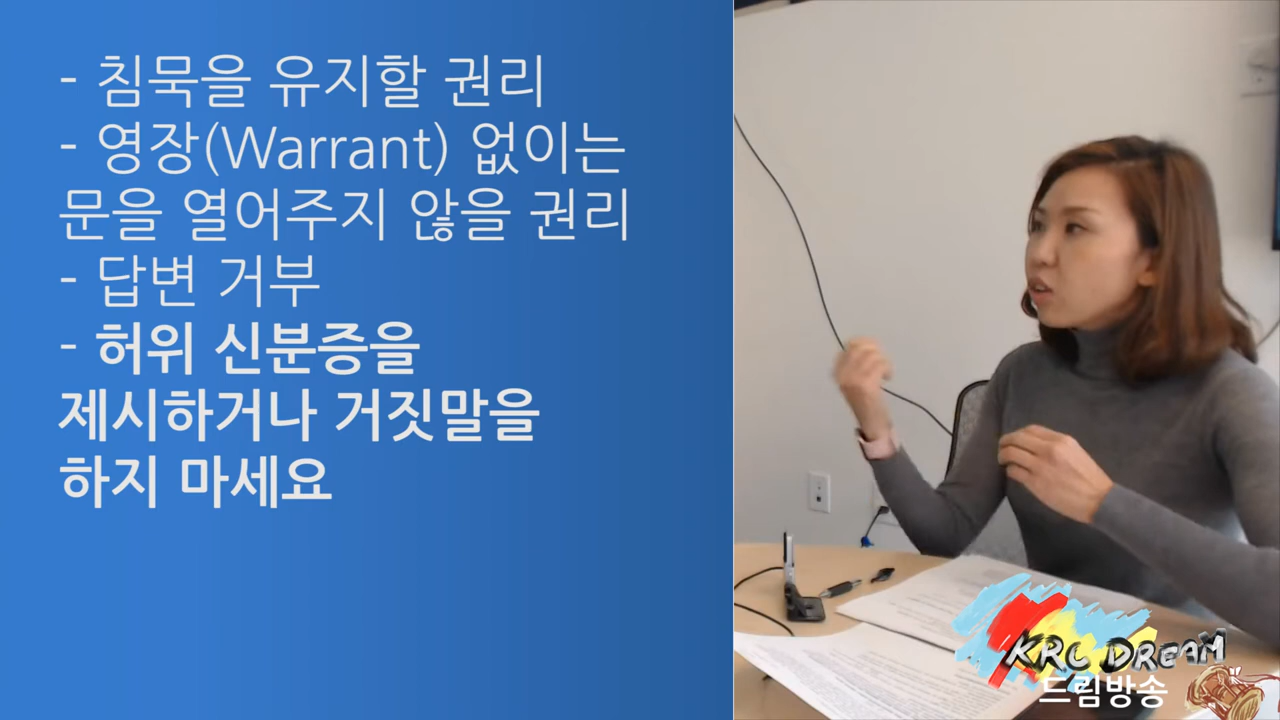 - 침묵을 유지할 권리
- 영장(Warrant) 없이는
문을 열어주지 않을 권리
- 답변 거부
- 허위 신분증을
제시하거나 거짓말을
하지 마세요
KRC DREAM
드림방송